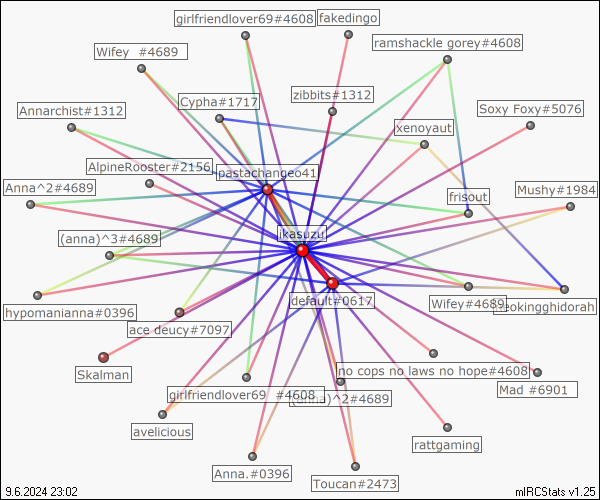 girlfriendlover69#4608
fakedingo
ramshackle gorey#4608
Wifey  #4689
zibbits#1312
Cypha#1717
Soxy Foxy#5076
Annarchist#1312
xenoyaut
AlpineRooster#2156
pastachangeo41
Anna^2#4689
frisout
Mushy#1984
(anna)^3#4689
ikasuzu
default#0617
Wifey#4689
neokingghidorah
hypomanianna#0396
ace deucy#7097
Skalman
no cops no laws no hope#4608
Mad #6901
girlfriendlover69  #4608
(anna)^2#4689
avelicious
rattgaming
Anna.#0396
Toucan#2473
9.6.2024 23:02
mIRCStats v1.25